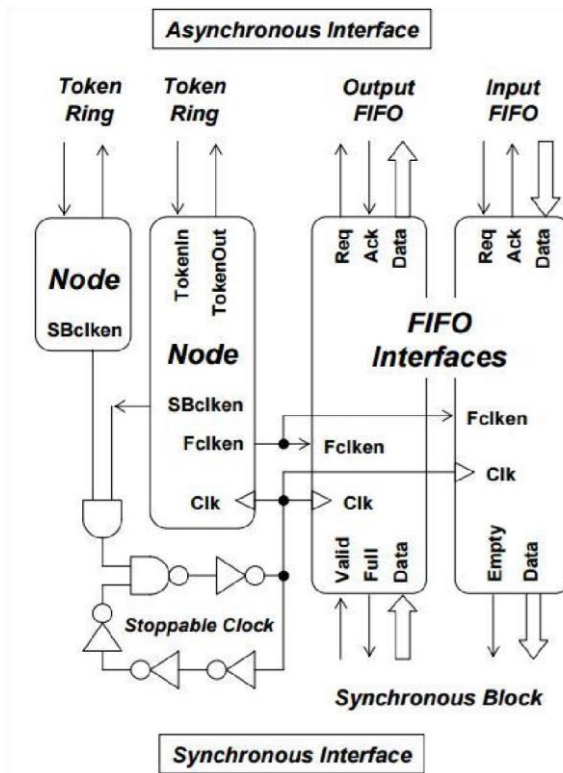 Asynchronous Interface
Token Ring
Token Ring
Output FIFO
Input FIFO
Node
SBclken
TokenIn
TokenOut
Node
SBclken
Fclken
Clk
Req
Ack
Data
Req
Ack
Data
FIFO
Interfaces
Fclken
Clk
Valid
Full
Data
Fclken
Clk
Empty
Data
Stoppable Clock
Synchronous Block
Synchronous Interface